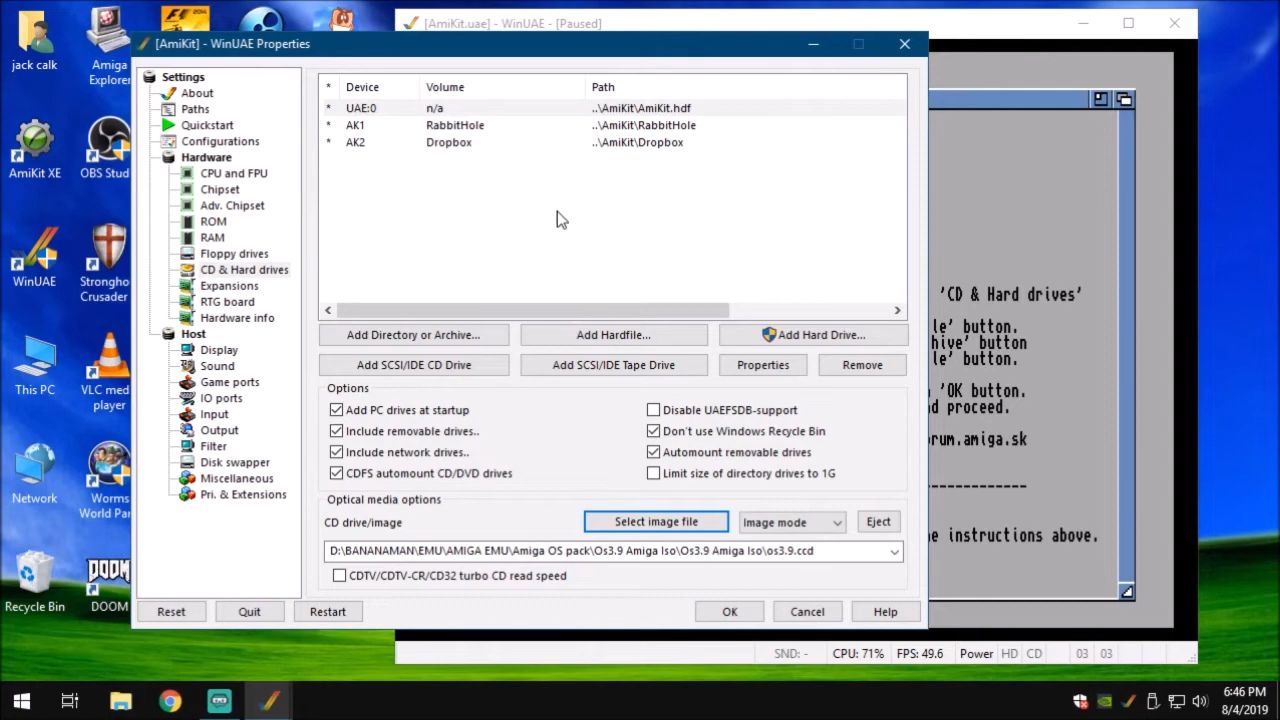 [AmiKit.uae] - WinUAE - [Paused]
[AmiKit] - WinUAE Properties
jack calk
Amiga Explorer
AmiKit XE
OBS Stud
WinUAE
Stronghold
Crusader
This PC
VLC media
player
Network
Worms
World Par
Recycle Bin
DOOM
DOOM
Settings
About
Paths
Quickstart
Configurations
Hardware
CPU and FPU
Chipset
Adv. Chipset
ROM
RAM
Floppy drives
CD & Hard drives
Expansions
RTG board
Hardware info
Host
Display
Sound
Game ports
IO ports
Input
Output
Filter
Disk swapper
Miscellaneous
Pri. & Extensions
* Device Volume Path
* UAE:0 n/a ..\AmiKit\AmiKit.hdf
* AK1 RabbitHole ..\AmiKit\RabbitHole
* AK2 Dropbox ..\AmiKit\Dropbox
Add Directory or Archive... Add Hardfile... Add Hard Drive...
Add SCSI/IDE CD Drive Add SCSI/IDE Tape Drive Properties Remove
Options
Add PC drives at startup Disable UAEFSDB-support
Include removable drives.. Don't use Windows Recycle Bin
Include network drives.. Automount removable drives
CDFS automount CD/DVD drives Limit size of directory drives to 1G
Optical media options
CD drive/image Select image file Image mode Eject
D:\BANANAMAN\EMU\AMIGA EMU\Amiga OS pack\Os3.9 Amiga Iso\Os3.9 Amiga Iso\os3.9.ccd
CDTV/CDTV-CR/CD32 turbo CD read speed
Reset Quit Restart OK Cancel Help
'CD & Hard drives'
le' button.
hive' button
le' button.
'OK button.
d proceed.
rum.amiga.sk
-------------
e instructions above.
SND: - CPU: 71% FPS: 49.6 Power HD CD 03 03
6:46 PM
8/4/2019